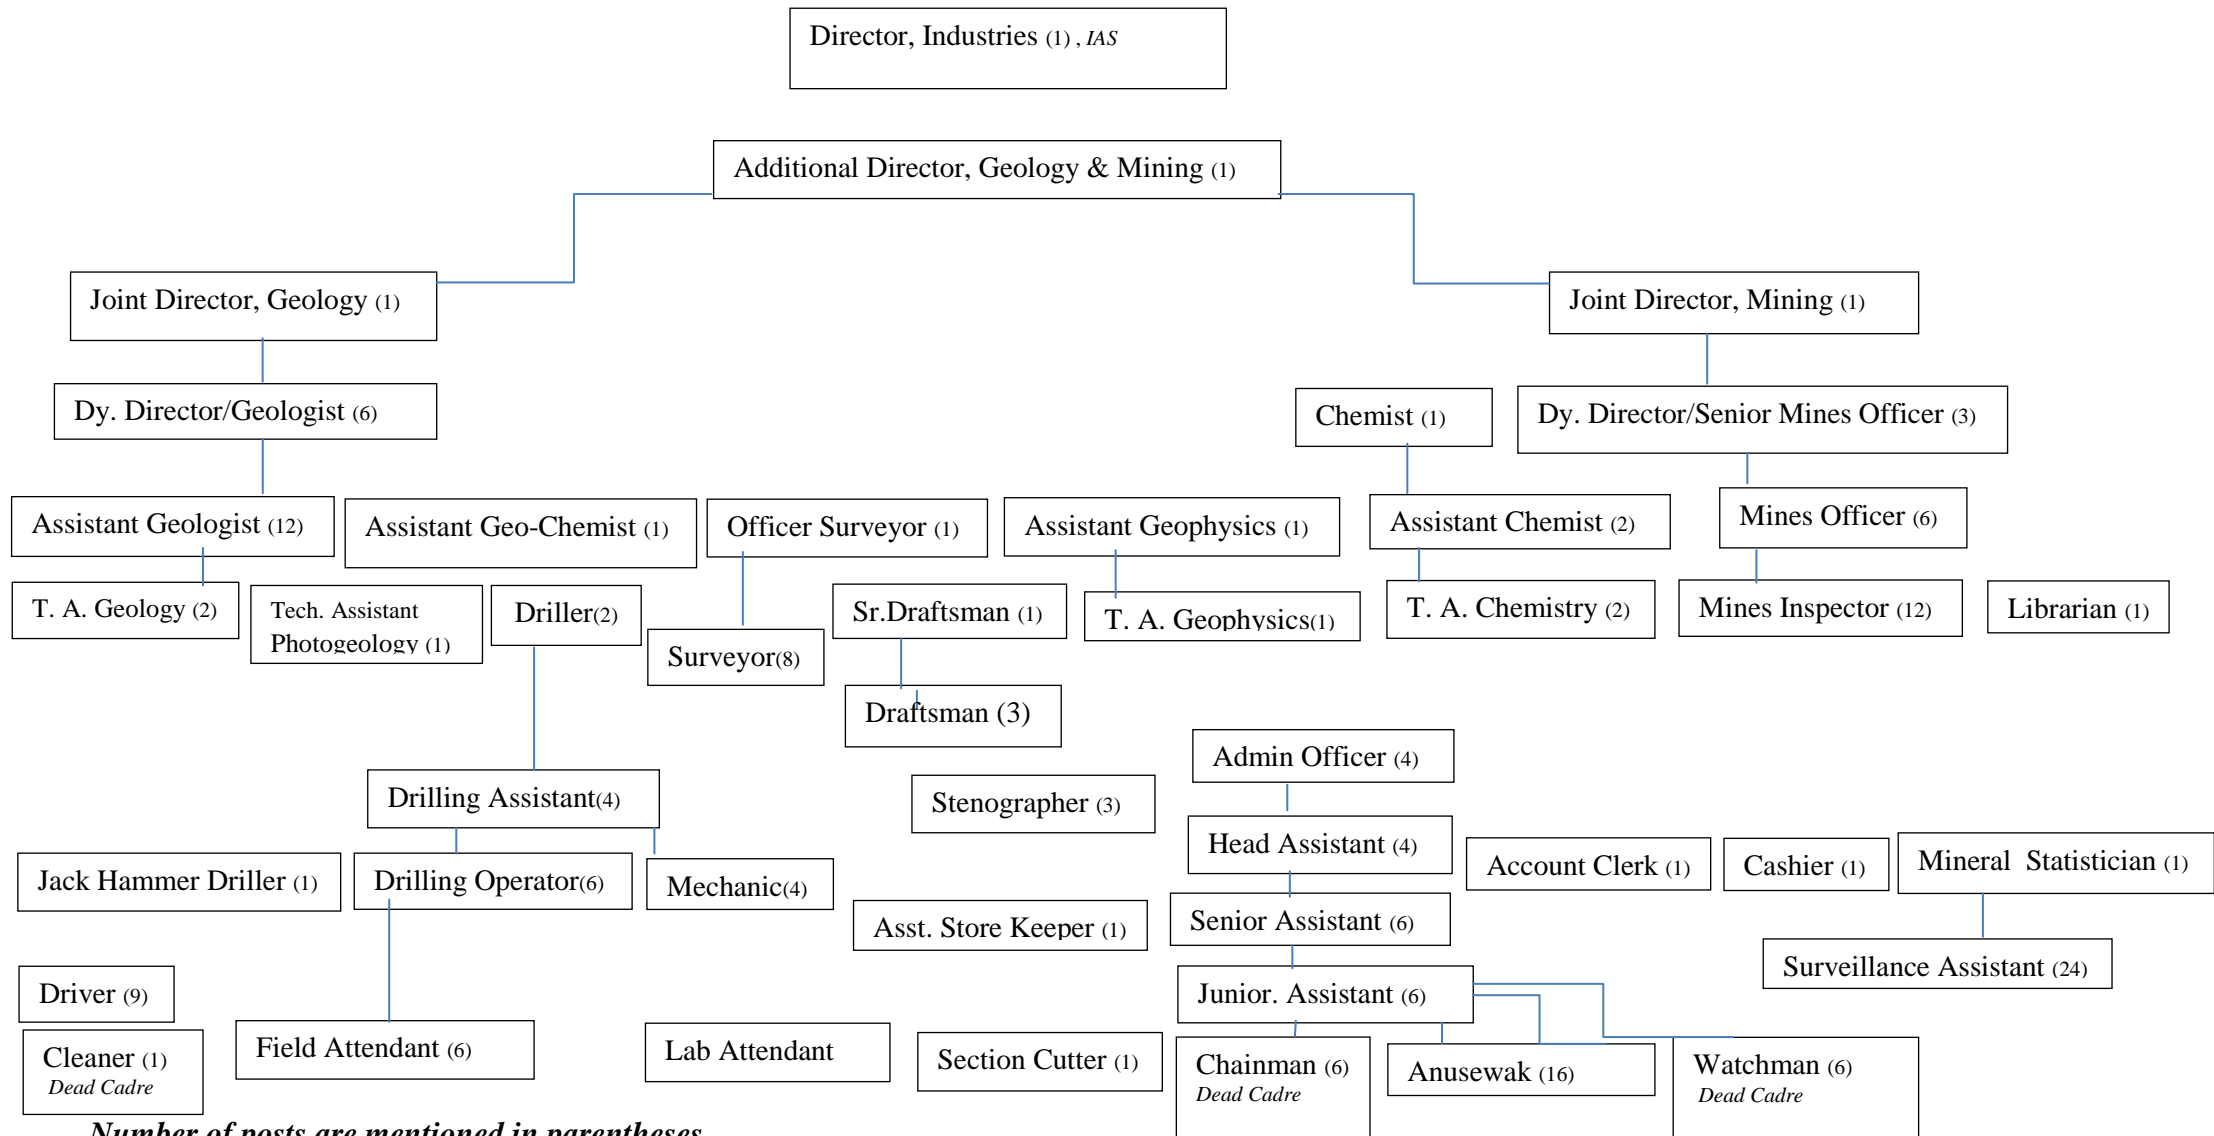 Director, Industries (1) , IAS
Additional Director, Geology & Mining (1)
Joint Director, Geology (1)
Joint Director, Mining (1)
Dy. Director/Geologist (6)
Chemist (1)
Dy. Director/Senior Mines Officer (3)
Assistant Geologist (12)
Assistant Geo-Chemist (1)
Officer Surveyor (1)
Assistant Geophysics (1)
Assistant Chemist (2)
Mines Officer (6)
T. A. Geology (2)
Tech. Assistant
Photogeology (1)
Driller(2)
Surveyor(8)
Sr.Draftsman (1)
T. A. Geophysics(1)
T. A. Chemistry (2)
Mines Inspector (12)
Librarian (1)
Draftsman (3)
Admin Officer (4)
Drilling Assistant(4)
Stenographer (3)
Head Assistant (4)
Account Clerk (1)
Cashier (1)
Mineral  Statistician (1)
Jack Hammer Driller (1)
Drilling Operator(6)
Mechanic(4)
Asst. Store Keeper (1)
Senior Assistant (6)
Surveillance Assistant (24)
Driver (9)
Junior. Assistant (6)
Cleaner (1)
Dead Cadre
Field Attendant (6)
Lab Attendant
Section Cutter (1)
Chainman (6)
Dead Cadre
Anusewak (16)
Watchman (6)
Dead Cadre
Number of posts are mentioned in parentheses